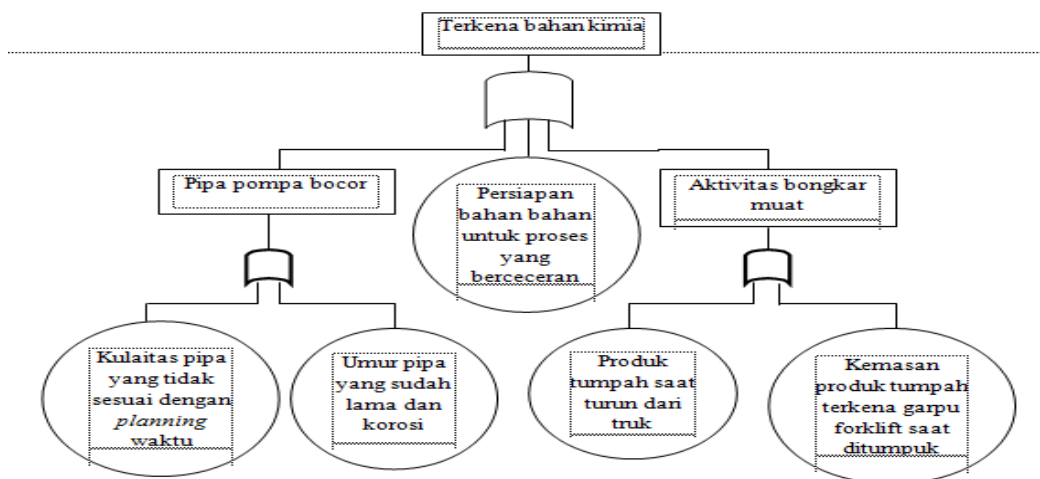 Terkena bahan kimia
Pipa pompa bocor
Persiapan
bahan bahan
untuk proses
yang
berceceran
Aktivitas bongkar
muat
Kulaitas pipa
yang tidak
sesuai dengan
planning
waktu
Umur pipa
yang sudah
lama dan
korosi
Produk
tumpah saat
turun dari
truk
Kemasan
produk tumpah
terkena garpu
forklift saat
ditumpuk